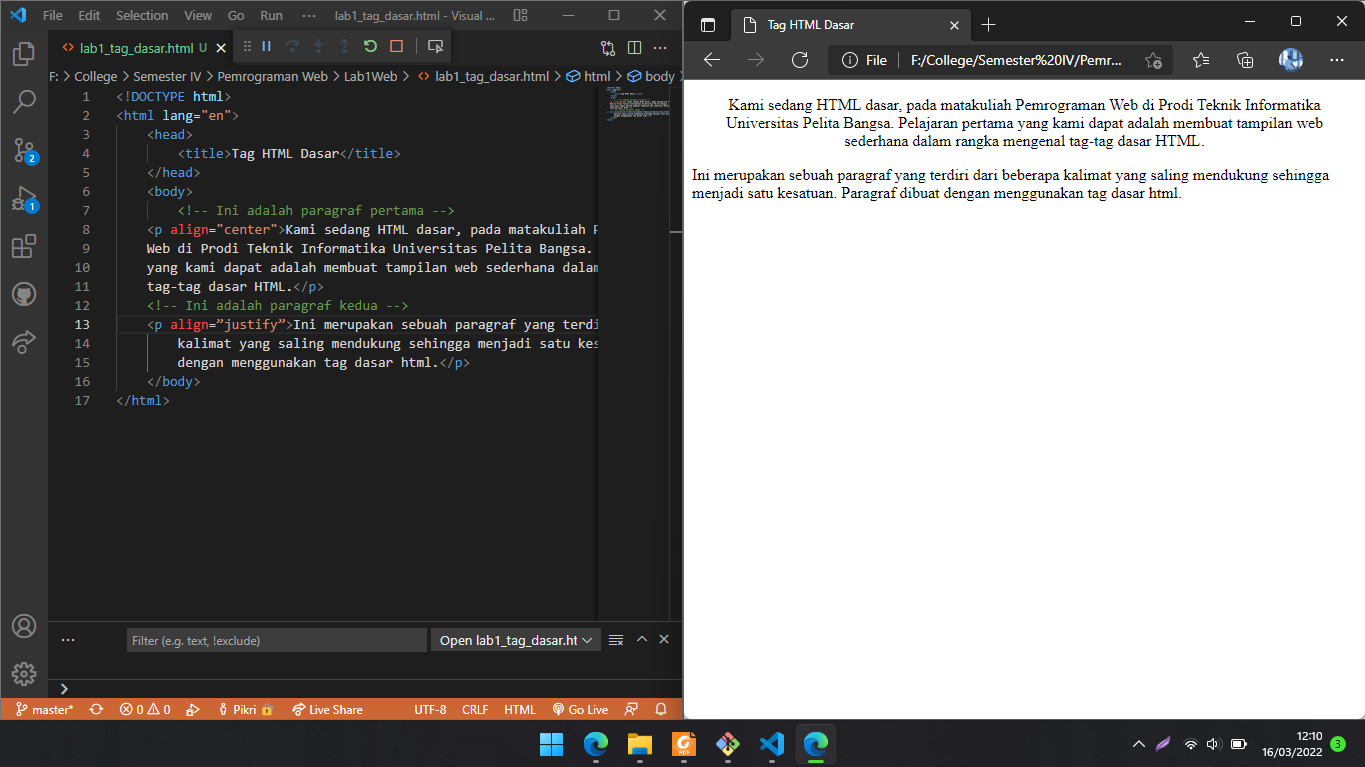 File Edit Selection View Go Run ··· lab1_tag_dasar.html - Visual ...
lab1_tag_dasar.html U
F: > College > Semester IV > Pemrograman Web > Lab1Web > lab1_tag_dasar.html > html > body >
1 <!DOCTYPE html>
2 <html lang="en">
3 <head>
4 <title>Tag HTML Dasar</title>
5 </head>
6 <body>
7 <!-- Ini adalah paragraf pertama -->
8 <p align="center">Kami sedang HTML dasar, pada matakuliah P
9 Web di Prodi Teknik Informatika Universitas Pelita Bangsa.
10 yang kami dapat adalah membuat tampilan web sederhana dalam
11 tag-tag dasar HTML.</p>
12 <!-- Ini adalah paragraf kedua -->
13 <p align=”justify”>Ini merupakan sebuah paragraf yang terdi
14 kalimat yang saling mendukung sehingga menjadi satu kes
15 dengan menggunakan tag dasar html.</p>
16 </body>
17 </html>
2
1
Filter (e.g. text, !exclude)
Open lab1_tag_dasar.ht
master* 0 0 Pikri Live Share UTF-8 CRLF HTML Go Live
Tag HTML Dasar
File F:/College/Semester%20IV/Pemr...
Kami sedang HTML dasar, pada matakuliah Pemrograman Web di Prodi Teknik Informatika
Universitas Pelita Bangsa. Pelajaran pertama yang kami dapat adalah membuat tampilan web
sederhana dalam rangka mengenal tag-tag dasar HTML.
Ini merupakan sebuah paragraf yang terdiri dari beberapa kalimat yang saling mendukung sehingga
menjadi satu kesatuan. Paragraf dibuat dengan menggunakan tag dasar html.
PDF
12:10
16/03/2022
3